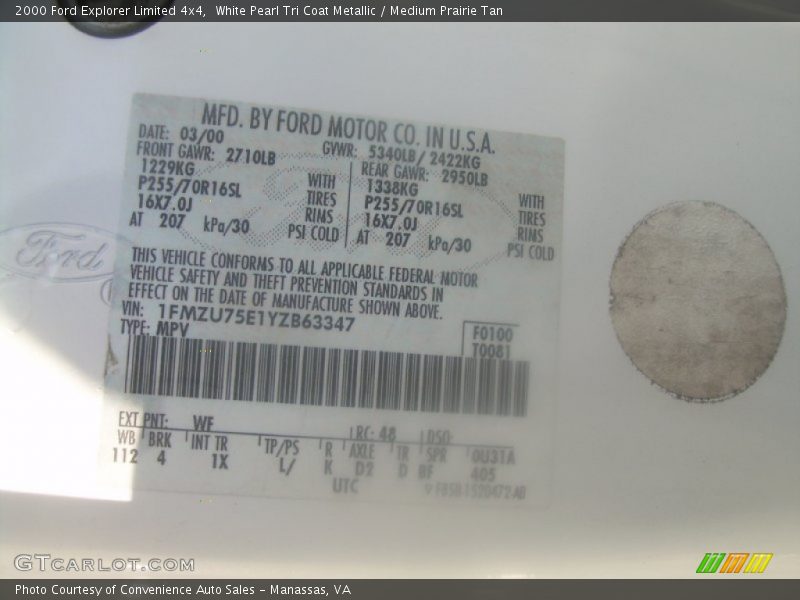 2000 Ford Explorer Limited 4x4,  White Pearl Tri Coat Metallic / Medium Prairie Tan
MFD. BY FORD MOTOR CO. IN U.S.A.
DATE: 03/00 GVWR: 5340LB/ 2422KG
FRONT GAWR: 2710LB REAR GAWR: 2950LB
1229KG WITH 1338KG WITH
P255/70R16SL TIRES P255/70R16SL TIRES
16X7.0J RIMS 16X7.0J RIMS
AT 207 kPa/30 PSI COLD AT 207 kPa/30 PSI COLD
THIS VEHICLE CONFORMS TO ALL APPLICABLE FEDERAL MOTOR
VEHICLE SAFETY AND THEFT PREVENTION STANDARDS IN
EFFECT ON THE DATE OF MANUFACTURE SHOWN ABOVE.
VIN: 1FMZU75E1YZB63347
TYPE: MPV
F0100
T0081
Ford
EXT PNT: WF RC: 48 DSO:
WB BRK INT TR TP/PS R AXLE TR SPR 0U31A
112 4 1X L/ K D2 D BF 405
UTC
GTCARLOT.COM
Photo Courtesy of Convenience Auto Sales - Manassas, VA